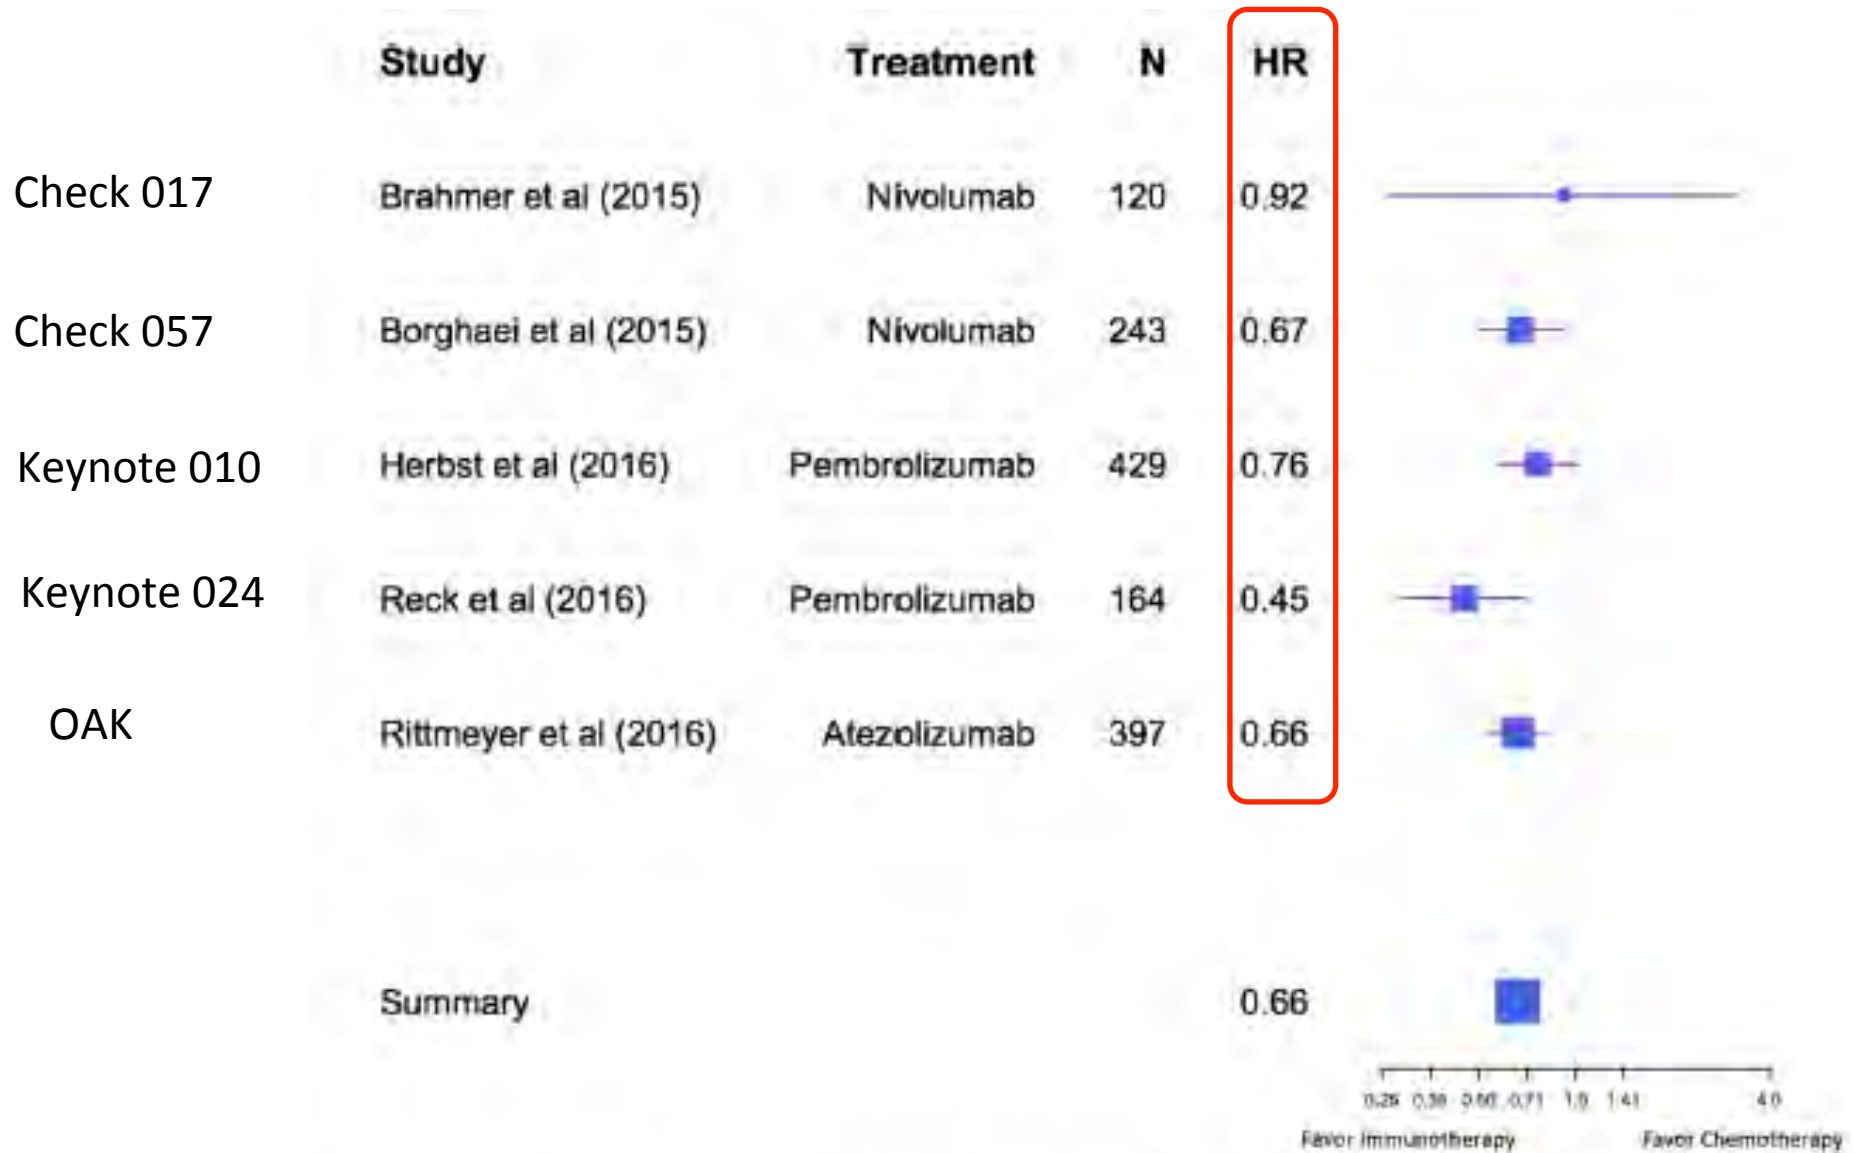 Study Treatment N HR
Check 017 Brahmer et al (2015) Nivolumab 120 0.92
Check 057 Borghaei et al (2015) Nivolumab 243 0.67
Keynote 010 Herbst et al (2016) Pembrolizumab 429 0.76
Keynote 024 Reck et al (2016) Pembrolizumab 164 0.45
OAK Rittmeyer et al (2016) Atezolizumab 397 0.66
Summary 0.66
0.71 1.0 1.41 4.0
Favor Immunotherapy Favor Chemotherapy